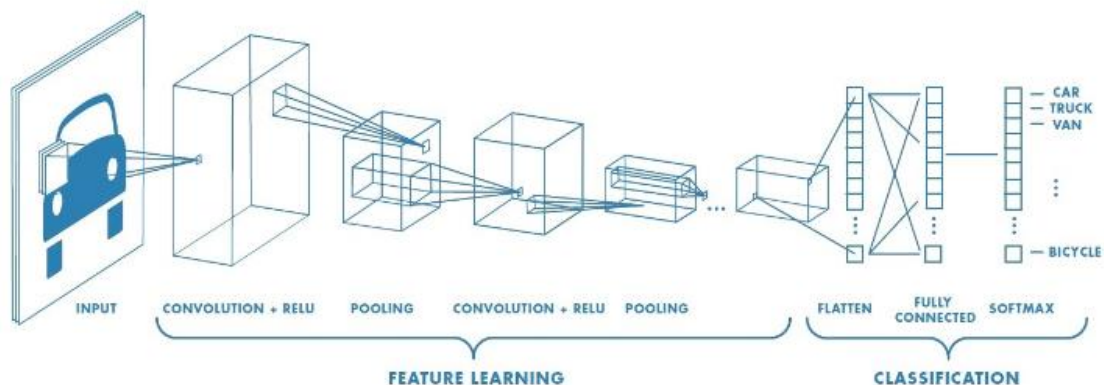 CAR
TRUCK
VAN
BICYCLE
INPUT
CONVOLUTION + RELU
POOLING
CONVOLUTION + RELU
POOLING
FLATTEN
FULLY
CONNECTED
SOFTMAX
FEATURE LEARNING
CLASSIFICATION